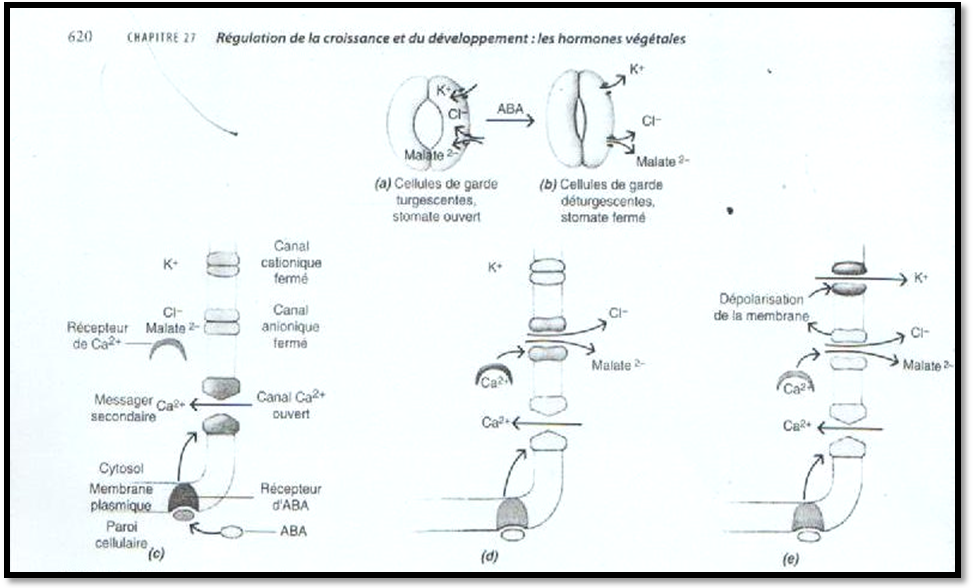 620 CHAPITRE 27 Régulation de la croissance et du développement : les hormones végétales
K+
Cl–
Malate 2–
ABA
K+
Cl–
Malate 2–
(a) Cellules de garde
turgescentes,
stomate ouvert
(b) Cellules de garde
déturgescentes,
stomate fermé
K+
Canal
cationique
fermé
Cl–
Malate 2–
Canal
anionique
fermé
Récepteur
de Ca2+
Messager
secondaire
Ca2+
Canal Ca2+
ouvert
Cytosol
Membrane
plasmique
Paroi
cellulaire
Récepteur
d'ABA
ABA
(c)
K+
Cl–
Malate 2–
Ca2+
Ca2+
(d)
K+
Dépolarisation
de la membrane
Cl–
Malate 2–
Ca2+
Ca2+
(e)